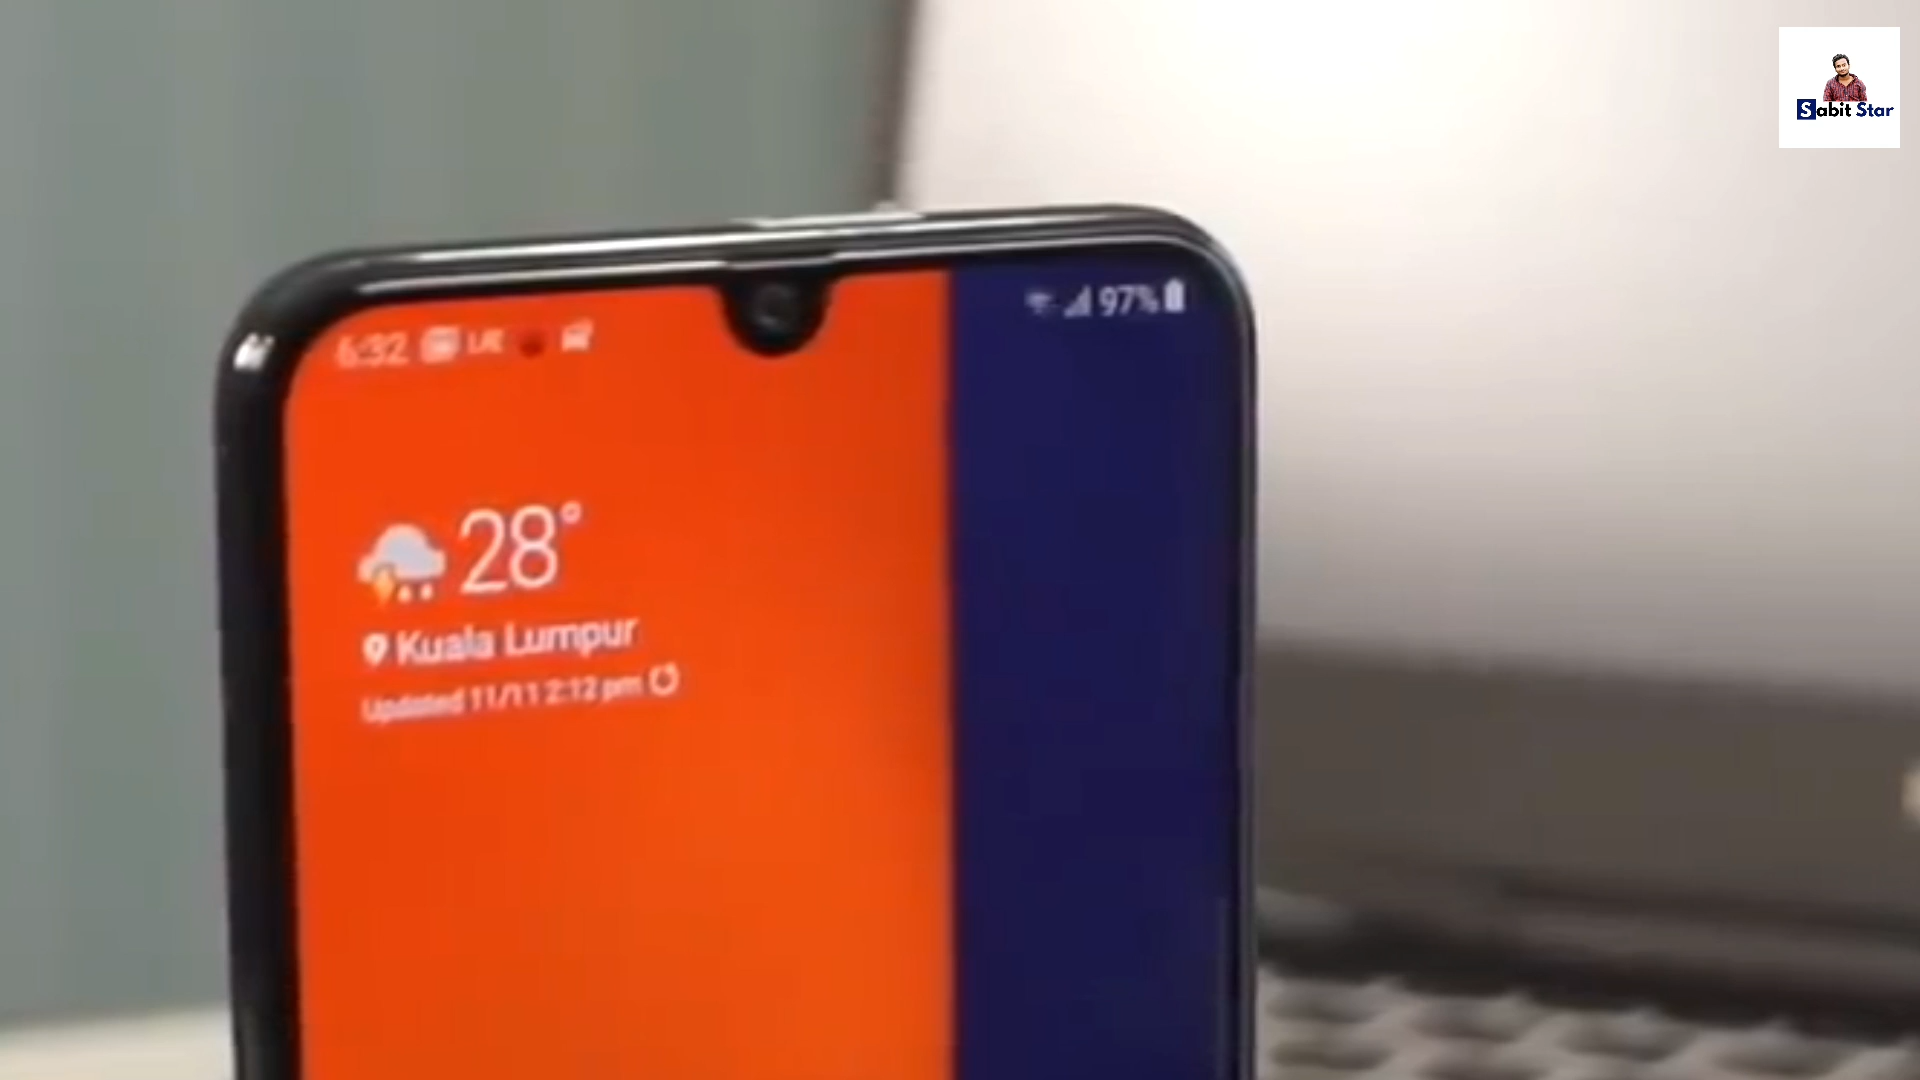 Sabit Star
6:32
97%
28°
Kuala Lumpur
Updated 11/11 2:12 pm